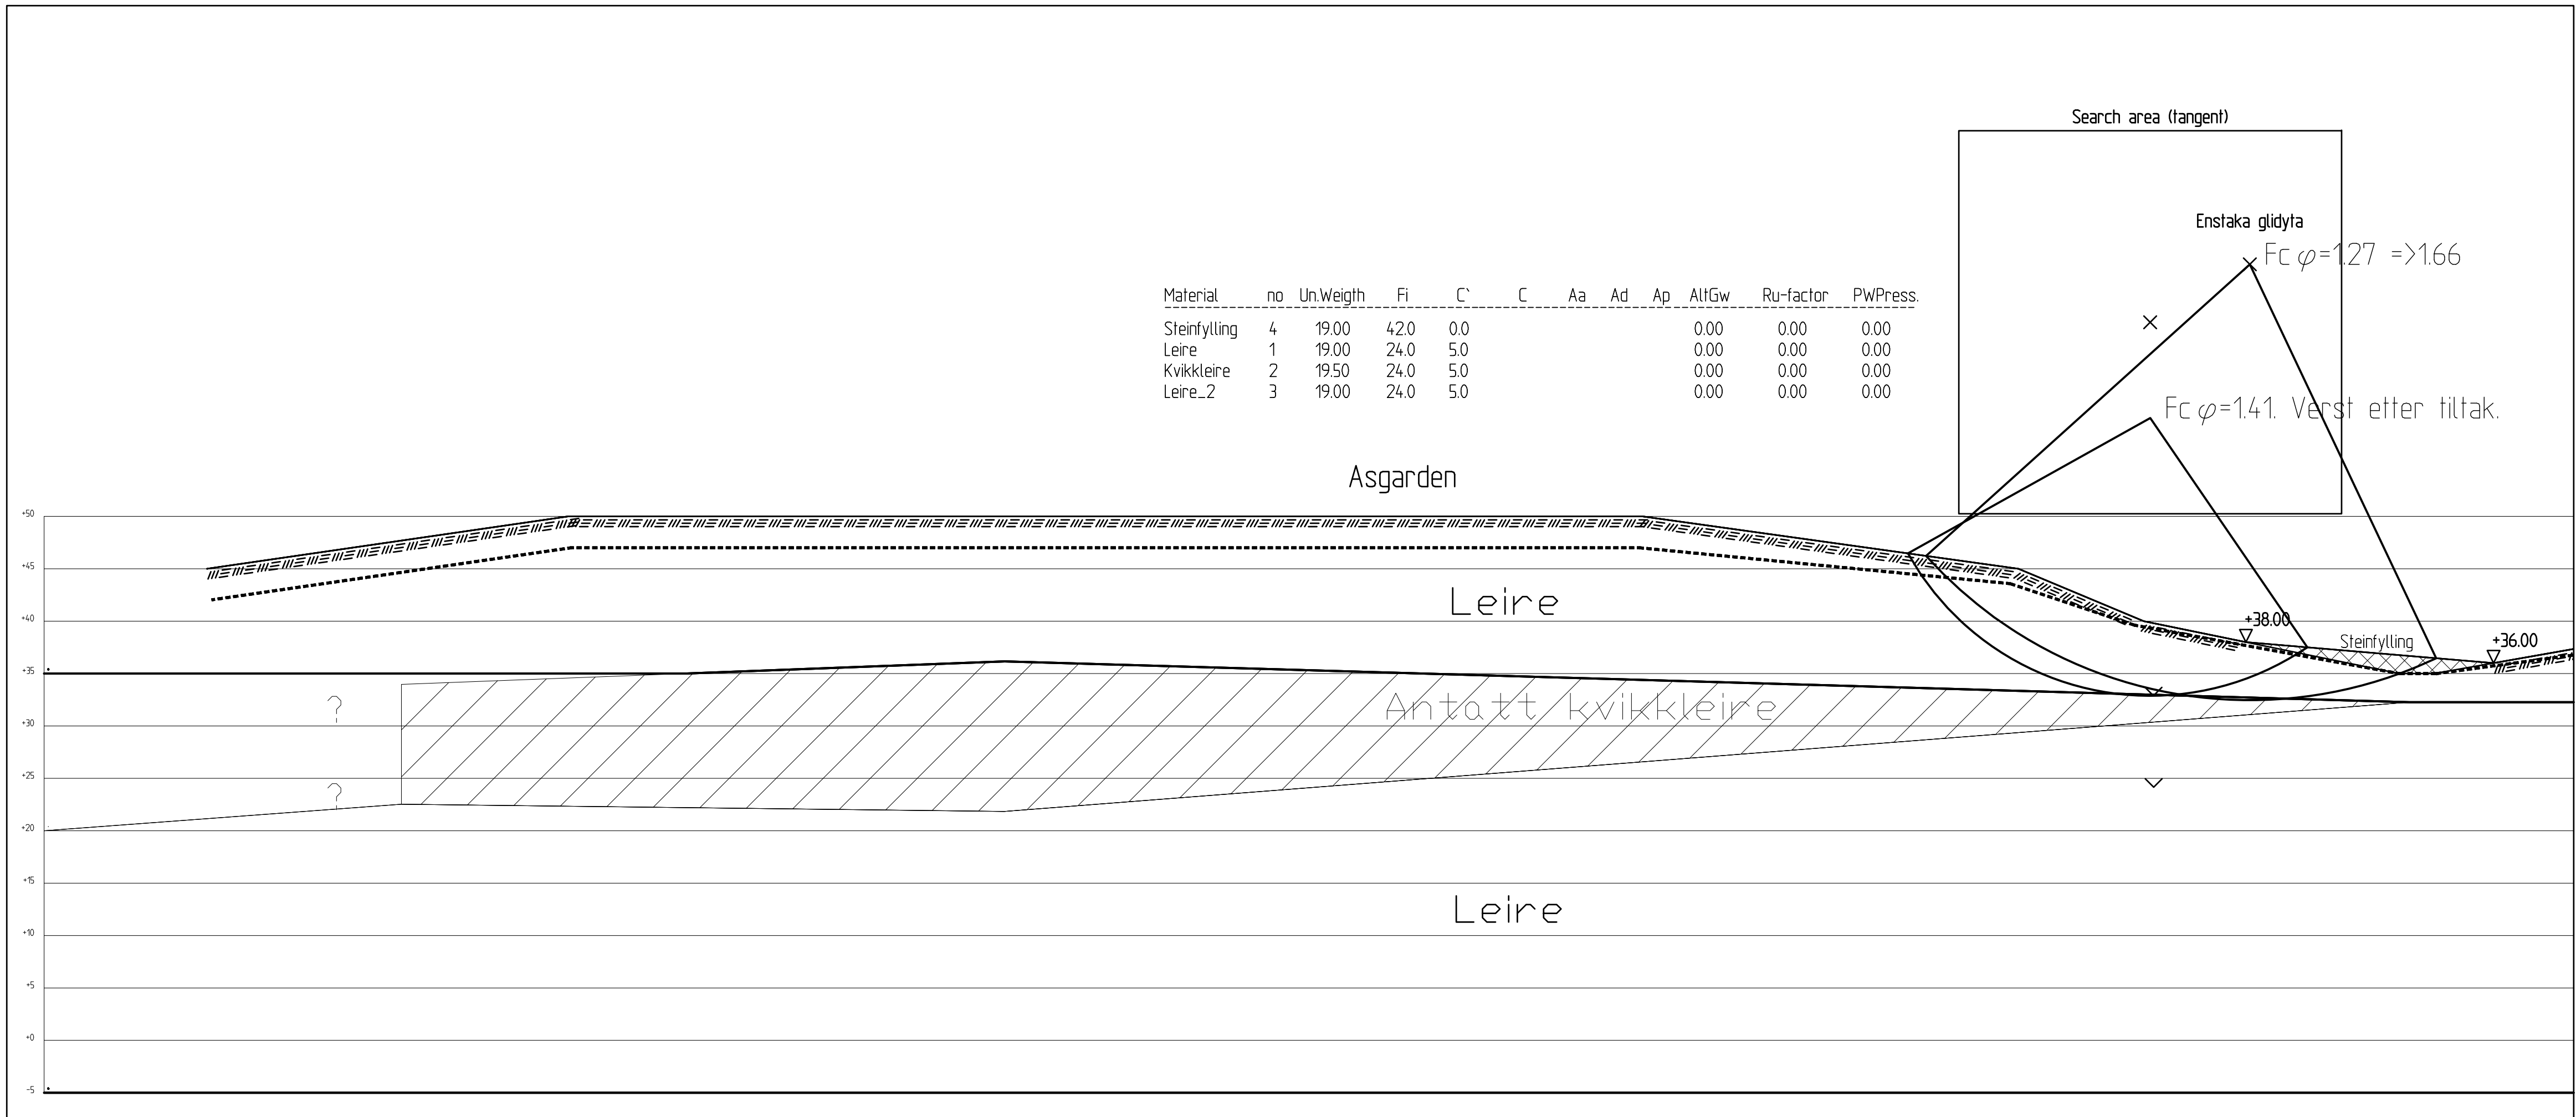 Search area (tangent)
Enstaka glidyta
Fc φ=1.27 =>1.66
Material no Un.Weigth Fi C` C Aa Ad Ap AltGw Ru-factor PWPress.
Steinfylling 4 19.00 42.0 0.0 0.00 0.00 0.00
Leire 1 19.00 24.0 5.0 0.00 0.00 0.00
Kvikkleire 2 19.50 24.0 5.0 0.00 0.00 0.00
Leire_2 3 19.00 24.0 5.0 0.00 0.00 0.00
Fc φ=1.41. Verst etter tiltak.
Asgarden
+50
+45
Leire
+40
+38.00
Steinfylling
+36.00
+35
?
Antatt kvikkleire
+30
+25
?
+20
+15
Leire
+10
+5
+0
-5